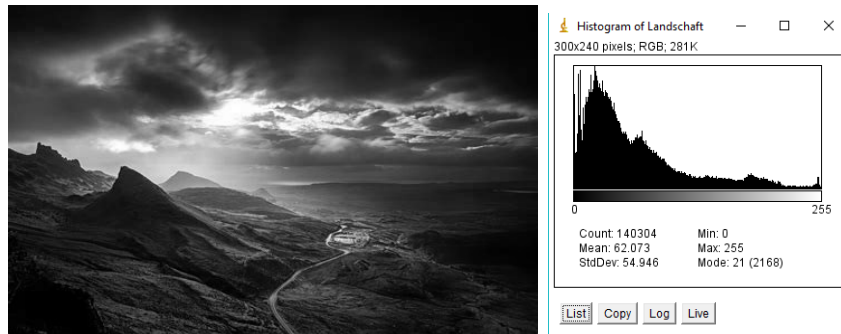 Histogram of Landschaft
300x240 pixels; RGB; 281K
0 255
Count: 140304 Min: 0
Mean: 62.073 Max: 255
StdDev: 54.946 Mode: 21 (2168)
List Copy Log Live